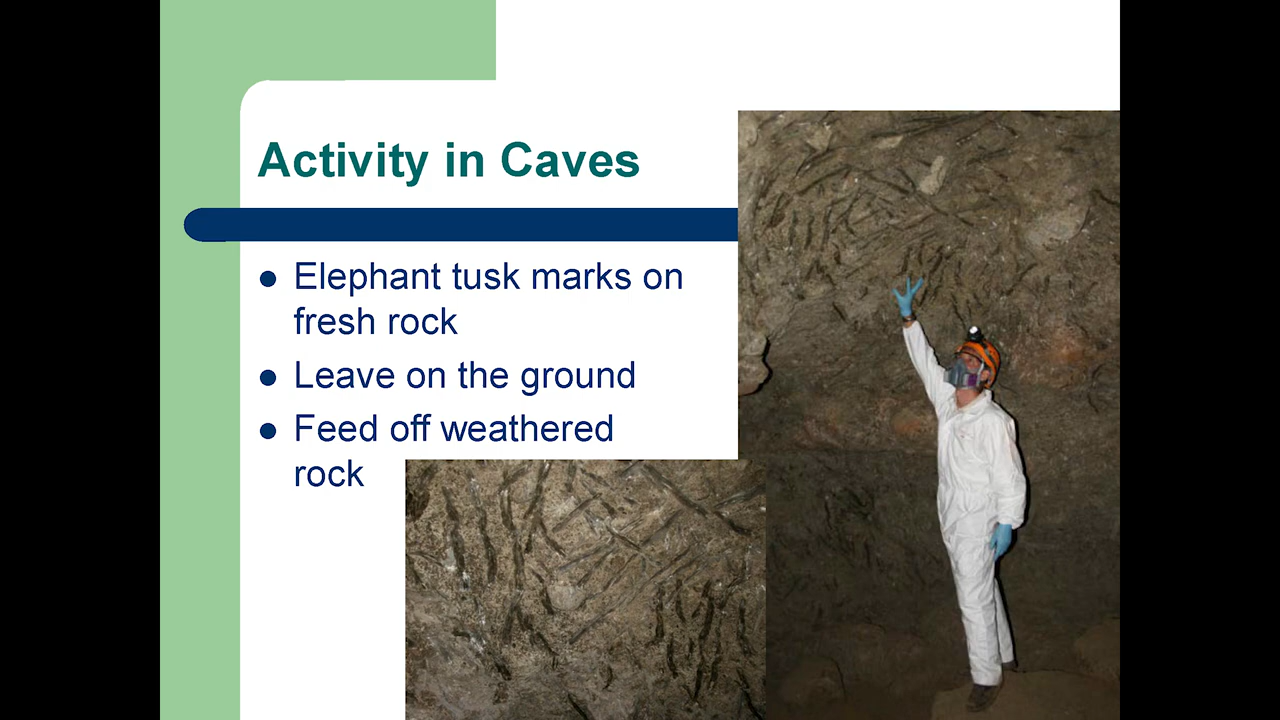 Activity in Caves
Elephant tusk marks on
fresh rock
Leave on the ground
Feed off weathered
rock